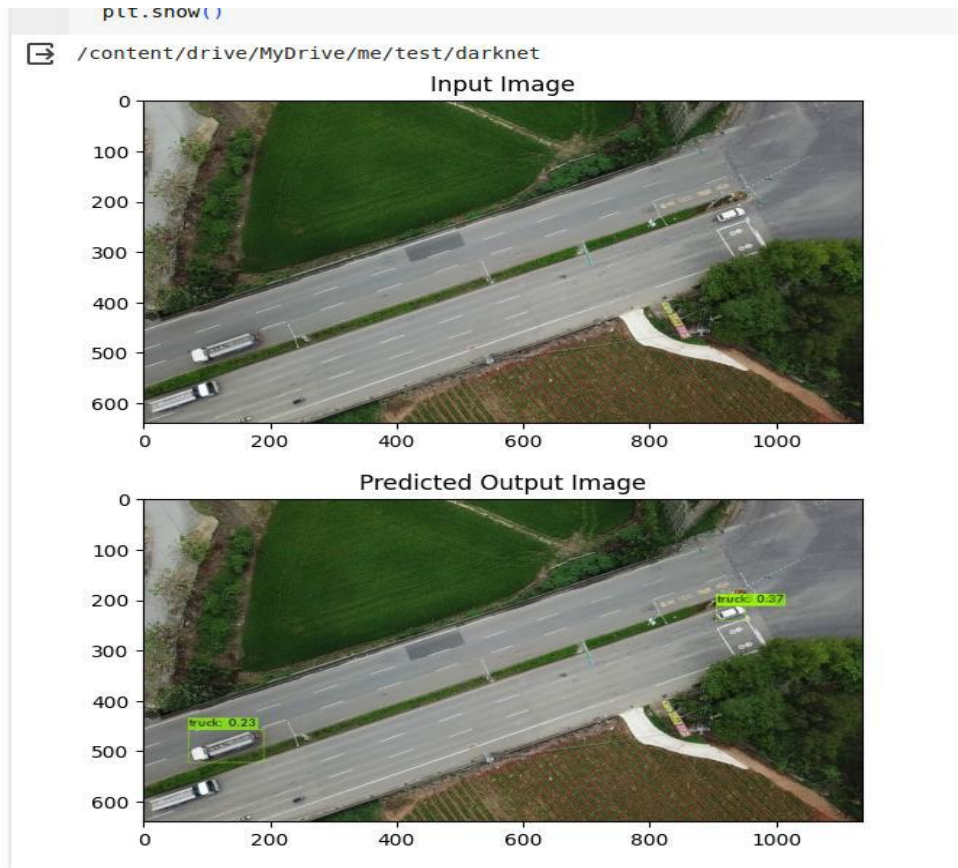 plt.show()
/content/drive/MyDrive/me/test/darknet
Input Image
0
100
200
300
400
500
600
0 200 400 600 800 1000
Predicted Output Image
0
100
200
300
400
500
600
truck: 0.37
truck: 0.23
0 200 400 600 800 1000